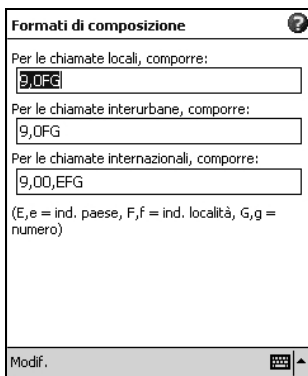 Formati di composizione
Per le chiamate locali, comporre:
9,0FG
Per le chiamate interurbane, comporre:
9,0FG
Per le chiamate internazionali, comporre:
9,00,EFG
(E,e = ind. paese, F,f = ind. località, G,g =
numero)
Modif.